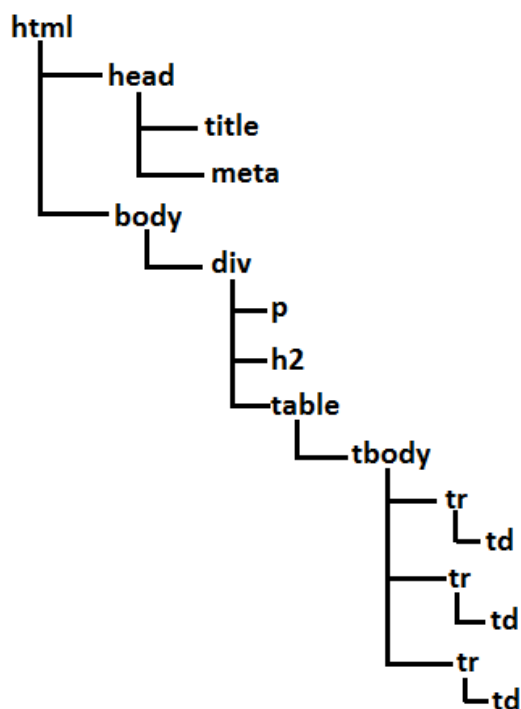 html
head
title
meta
body
div
p
h2
table
tbody
tr
td
tr
td
tr
td